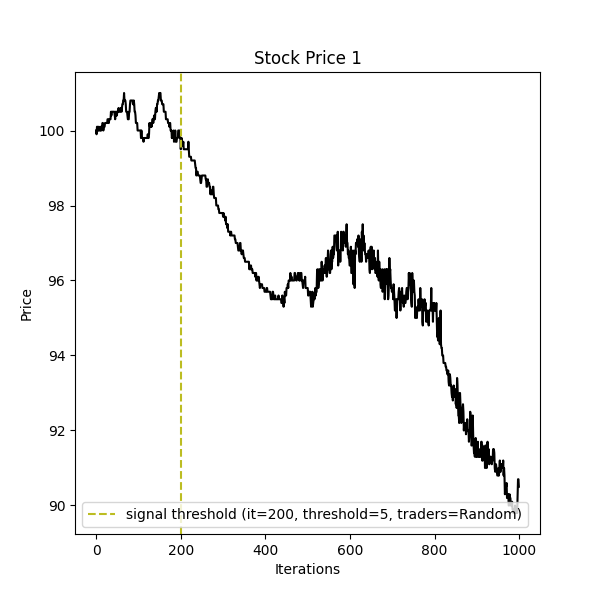 Stock Price 1
Price
100
98
96
94
92
90
signal threshold (it=200, threshold=5, traders=Random)
0 200 400 600 800 1000
Iterations